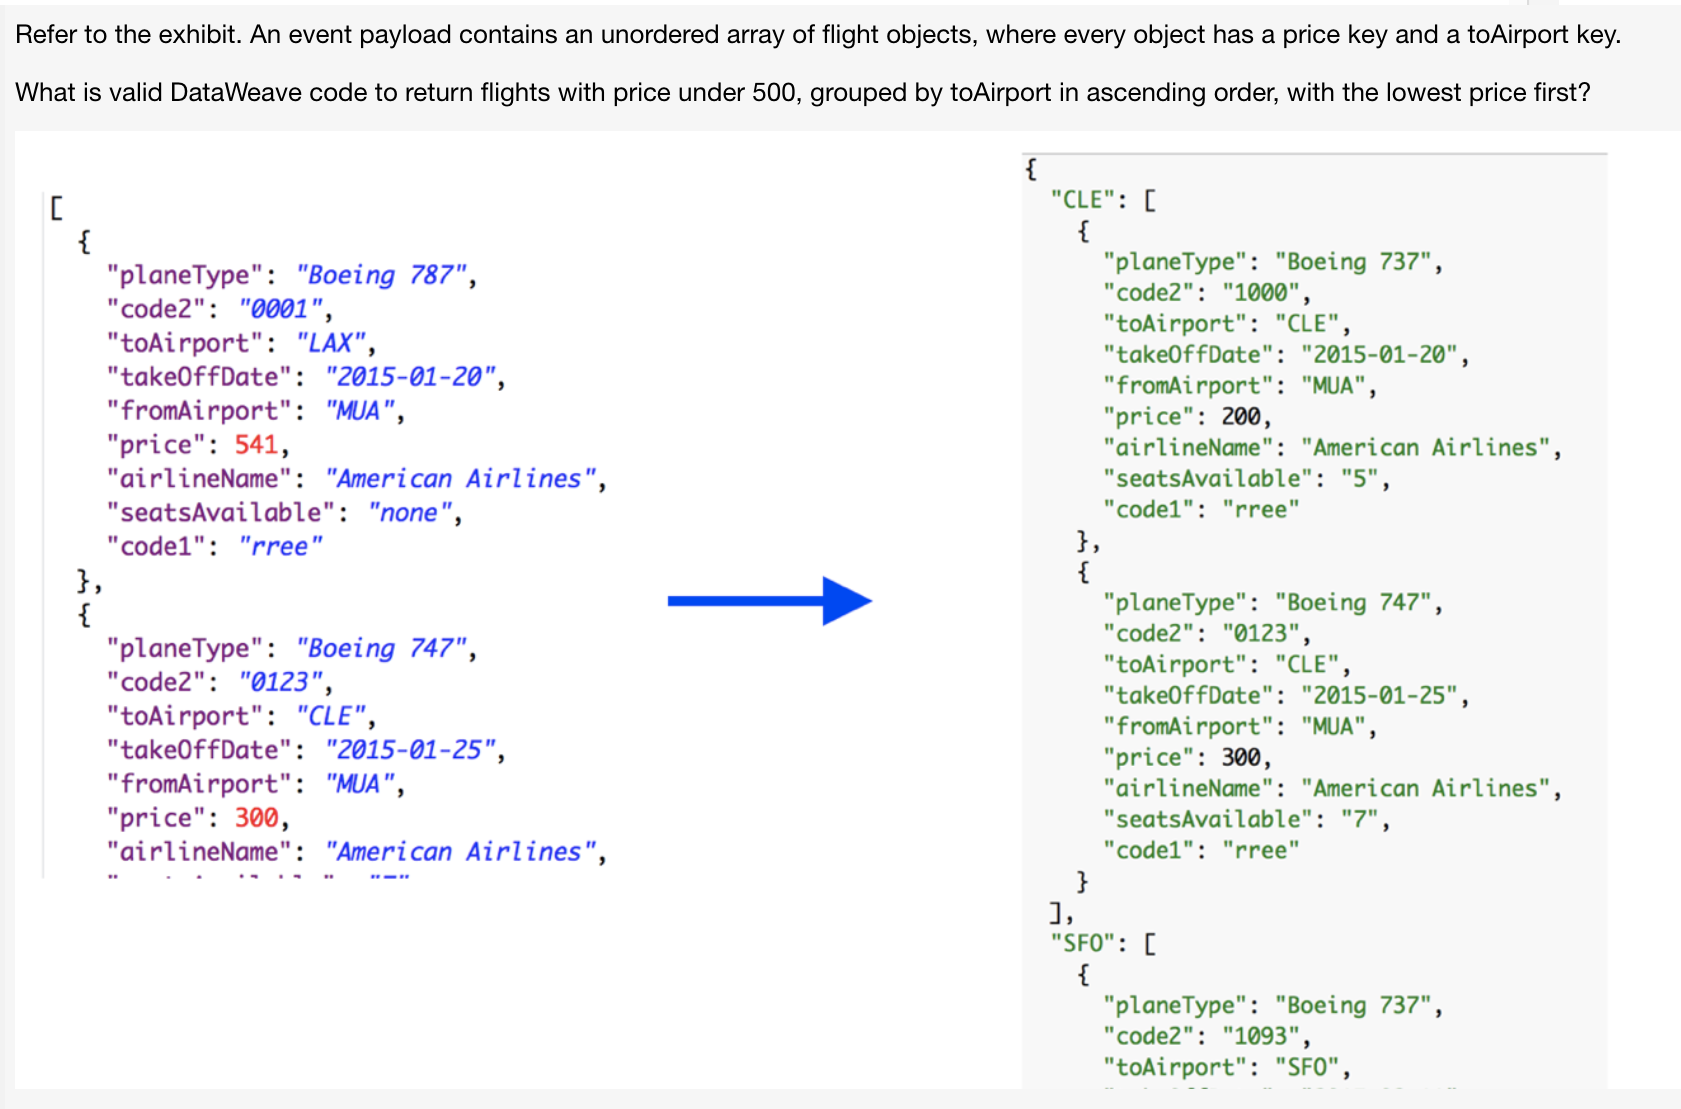 Refer to the exhibit. An event payload contains an unordered array of flight objects, where every object has a price key and a toAirport key.
What is valid DataWeave code to return flights with price under 500, grouped by toAirport in ascending order, with the lowest price first?
[
{
"planeType": "Boeing 787",
"code2": "0001",
"toAirport": "LAX",
"takeOffDate": "2015-01-20",
"fromAirport": "MUA",
"price": 541,
"airlineName": "American Airlines",
"seatsAvailable": "none",
"code1": "rree"
},
{
"planeType": "Boeing 747",
"code2": "0123",
"toAirport": "CLE",
"takeOffDate": "2015-01-25",
"fromAirport": "MUA",
"price": 300,
"airlineName": "American Airlines",
{
"CLE": [
{
"planeType": "Boeing 737",
"code2": "1000",
"toAirport": "CLE",
"takeOffDate": "2015-01-20",
"fromAirport": "MUA",
"price": 200,
"airlineName": "American Airlines",
"seatsAvailable": "5",
"code1": "rree"
},
{
"planeType": "Boeing 747",
"code2": "0123",
"toAirport": "CLE",
"takeOffDate": "2015-01-25",
"fromAirport": "MUA",
"price": 300,
"airlineName": "American Airlines",
"seatsAvailable": "7",
"code1": "rree"
}
],
"SFO": [
{
"planeType": "Boeing 737",
"code2": "1093",
"toAirport": "SFO",